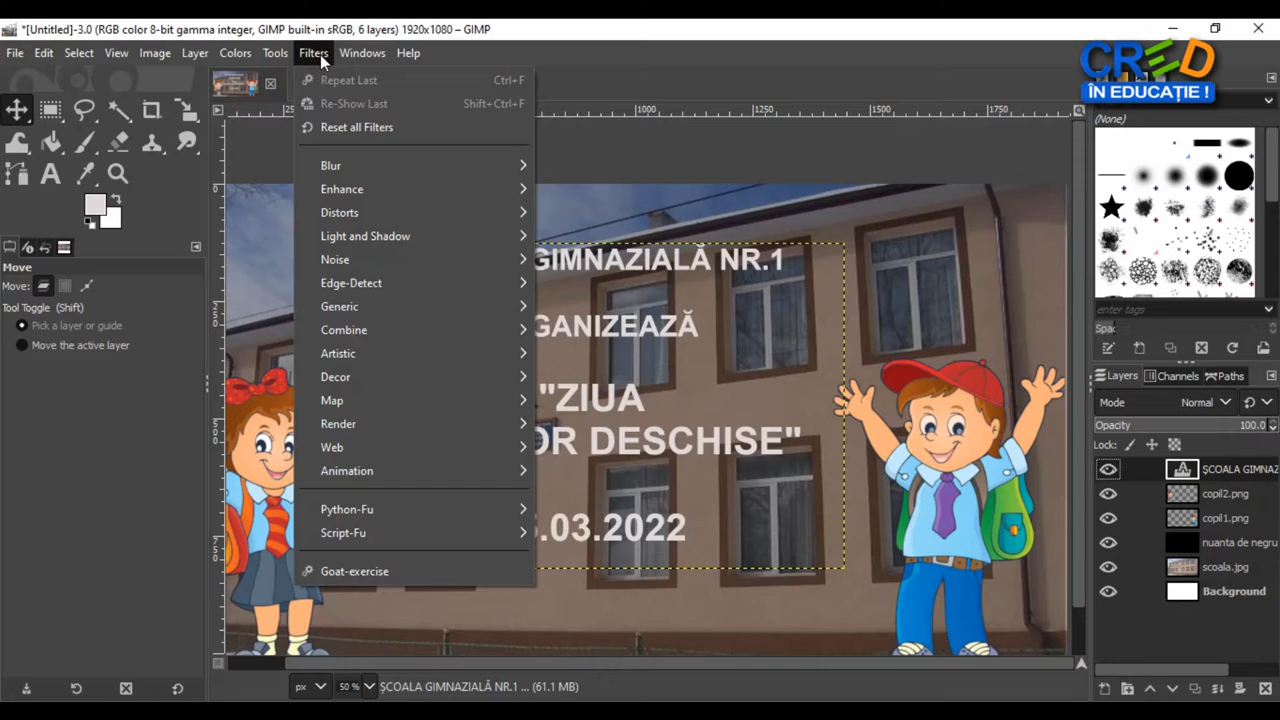 *[Untitled]-3.0 (RGB color 8-bit gamma integer, GIMP built-in sRGB, 6 layers) 1920x1080 – GIMP
File Edit Select View Image Layer Colors Tools Filters Windows Help
CRED
ÎN EDUCAȚIE !
Repeat Last Ctrl+F
Re-Show Last Shift+Ctrl+F
Reset all Filters
Blur
Enhance
Distorts
Light and Shadow
Noise
Edge-Detect
Generic
Combine
Artistic
Decor
Map
Render
Web
Animation
Python-Fu
Script-Fu
Goat-exercise
1000 1250 1500 1750
GIMNAZIALĂ NR.1
GANIZEAZĂ
"ZIUA
OR DESCHISE"
.03.2022
Move
Move:
Tool Toggle (Shift)
Pick a layer or guide
Move the active layer
(None)
enter tags
Spac
Layers Channels Paths
Mode Normal
Opacity 100.0
Lock:
ȘCOALA GIMNAZ
copil2.png
copil1.png
nuanta de negru
scoala.jpg
Background
px 50 % ȘCOALA GIMNAZIALĂ NR.1 ... (61.1 MB)